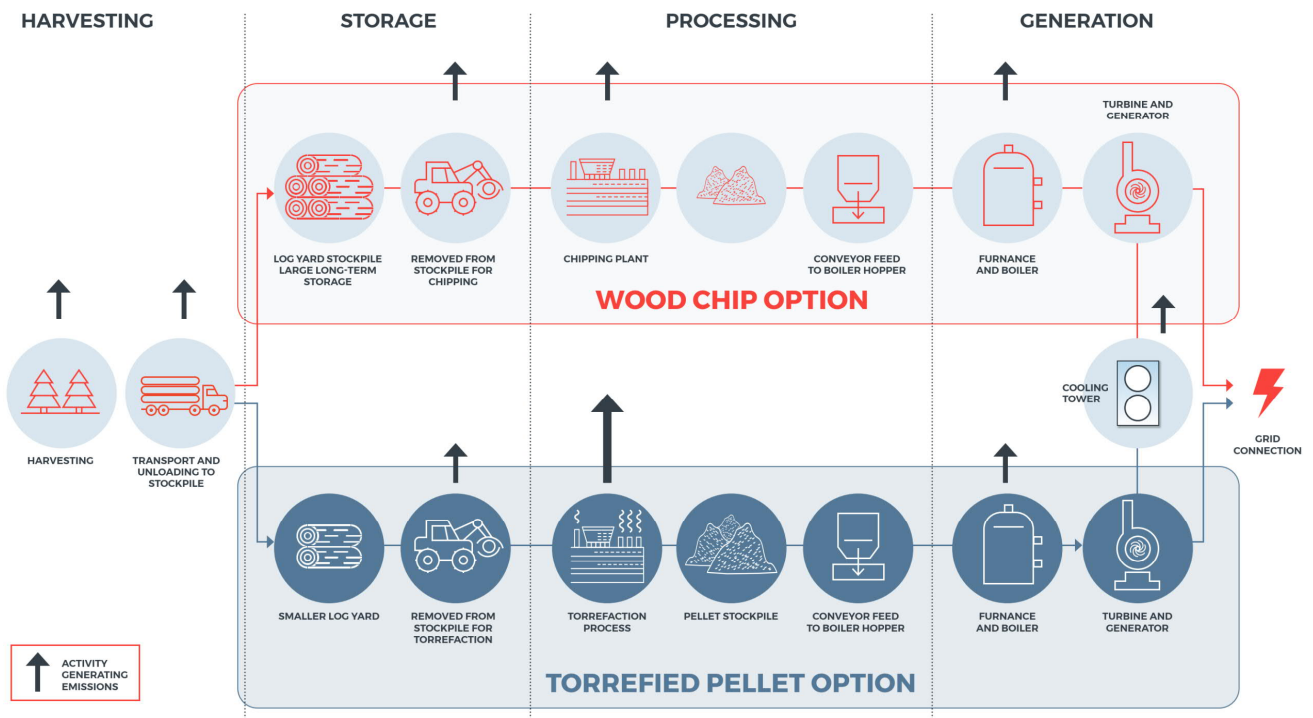 HARVESTING
STORAGE
PROCESSING
GENERATION
TURBINE AND
GENERATOR
LOG YARD STOCKPILE
LARGE LONG-TERM
STORAGE
REMOVED FROM
STOCKPILE FOR
CHIPPING
CHIPPING PLANT
CONVEYOR FEED
TO BOILER HOPPER
FURNANCE
AND BOILER
WOOD CHIP OPTION
HARVESTING
TRANSPORT AND
UNLOADING TO
STOCKPILE
COOLING
TOWER
GRID
CONNECTION
SMALLER LOG YARD
REMOVED FROM
STOCKPILE FOR
TORREFACTION
TORREFACTION
PROCESS
PELLET STOCKPILE
CONVEYOR FEED
TO BOILER HOPPER
FURNANCE
AND BOILER
TURBINE AND
GENERATOR
TORREFIED PELLET OPTION
ACTIVITY
GENERATING
EMISSIONS